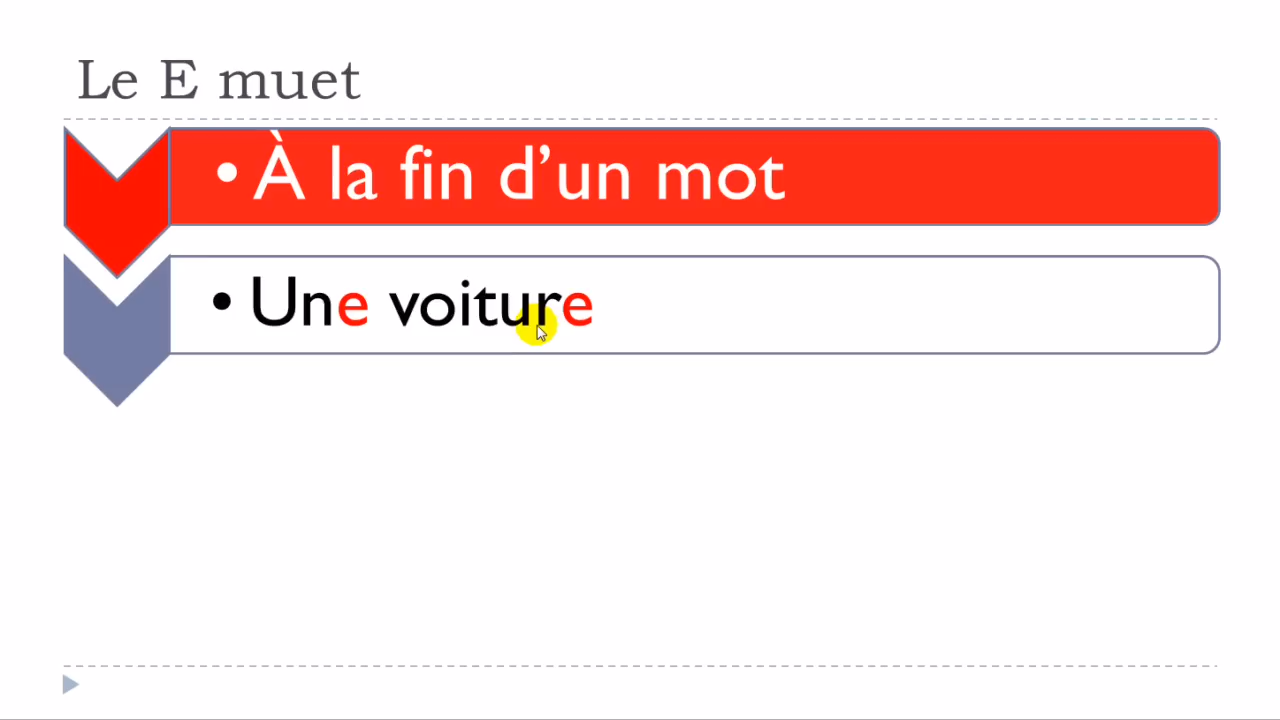 Le E muet
• À la fin d’un mot
• Une voiture